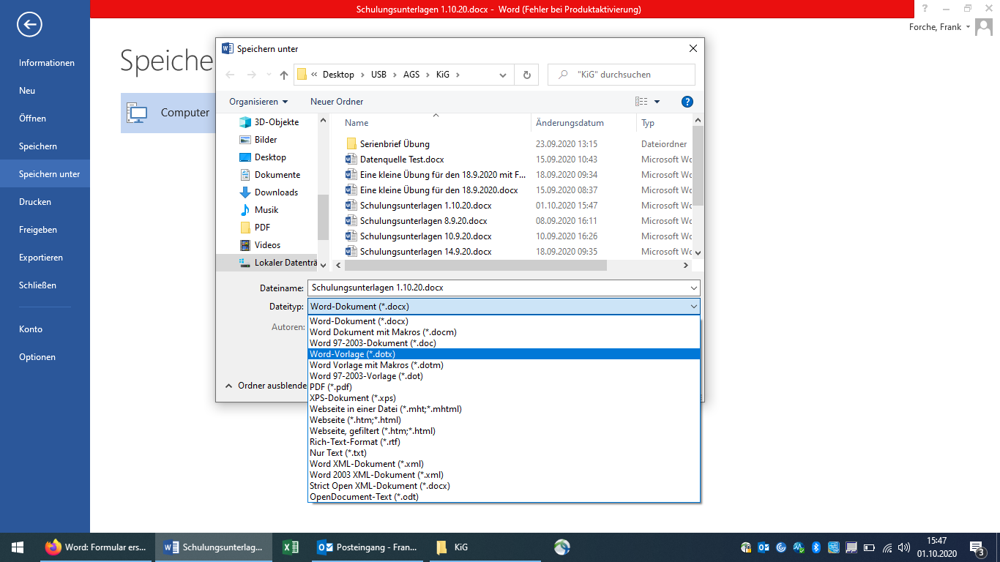 Schulungsunterlagen 1.10.20.docx - Word (Fehler bei Produktaktivierung)
?
Forche, Frank
Informationen
Neu
Öffnen
Speichern
Speichern unter
Drucken
Freigeben
Exportieren
Schließen
Konto
Optionen
Speiche
Computer
Speichern unter
« Desktop > USB > AGS > KiG >
"KiG" durchsuchen
Organisieren
Neuer Ordner
?
3D-Objekte
Bilder
Desktop
Dokumente
Downloads
Musik
PDF
Videos
Lokaler Datenträ
Name Änderungsdatum Typ
Serienbrief Übung 23.09.2020 13:15 Dateiordner
Datenquelle Test.docx 15.09.2020 10:43 Microsoft Wo
Eine kleine Übung für den 18.9.2020 mit F... 18.09.2020 09:34 Microsoft Wo
Eine kleine Übung für den 18.9.2020.docx 15.09.2020 08:37 Microsoft Wo
Schulungsunterlagen 1.10.20.docx 01.10.2020 15:47 Microsoft Wo
Schulungsunterlagen 8.9.20.docx 08.09.2020 16:11 Microsoft Wo
Schulungsunterlagen 10.9.20.docx 10.09.2020 16:26 Microsoft Wo
Schulungsunterlagen 14.9.20.docx 18.09.2020 09:35 Microsoft Wo
Dateiname: Schulungsunterlagen 1.10.20.docx
Dateityp: Word-Dokument (*.docx)
Autoren:
Word-Dokument (*.docx)
Word Dokument mit Makros (*.docm)
Word 97-2003-Dokument (*.doc)
Word-Vorlage (*.dotx)
Word Vorlage mit Makros (*.dotm)
Word 97-2003-Vorlage (*.dot)
PDF (*.pdf)
XPS-Dokument (*.xps)
Webseite in einer Datei (*.mht;*.mhtml)
Webseite (*.htm;*.html)
Webseite, gefiltert (*.htm;*.html)
Rich-Text-Format (*.rtf)
Nur Text (*.txt)
Word XML-Dokument (*.xml)
Word 2003 XML-Dokument (*.xml)
Strict Open XML-Dokument (*.docx)
OpenDocument-Text (*.odt)
Ordner ausblende
Word: Formular ers...
Schulungsunterlag...
Posteingang - Fran...
KiG
15:47
01.10.2020
3